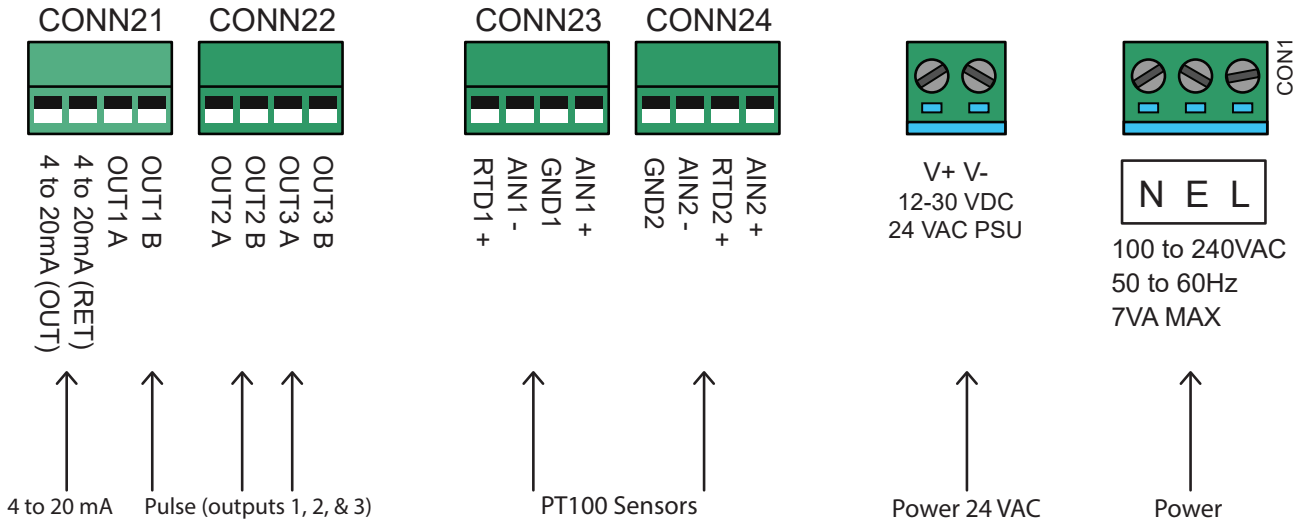 CONN21
CONN22
CONN23
CONN24
CON1
4 to 20mA (OUT)
4 to 20mA (RET)
OUT1 A
OUT1 B
OUT2 A
OUT2 B
OUT3 A
OUT3 B
RTD1 +
AIN1 -
GND1
AIN1 +
GND2
AIN2 -
RTD2 +
AIN2 +
V+ V-
12-30 VDC
24 VAC PSU
N E L
100 to 240VAC
50 to 60Hz
7VA MAX
4 to 20 mA
Pulse (outputs 1, 2, & 3)
PT100 Sensors
Power 24 VAC
Power